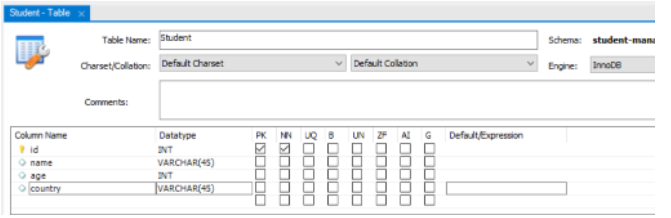 Student - Table ×
Table Name: Student Schema: student-mana
Charset/Collation: Default Charset Default Collation Engine: InnoDB
Comments:
Column Name Datatype PK NN UQ B UN ZF AI G Default/Expression
id INT
name VARCHAR(45)
age INT
country VARCHAR(45)